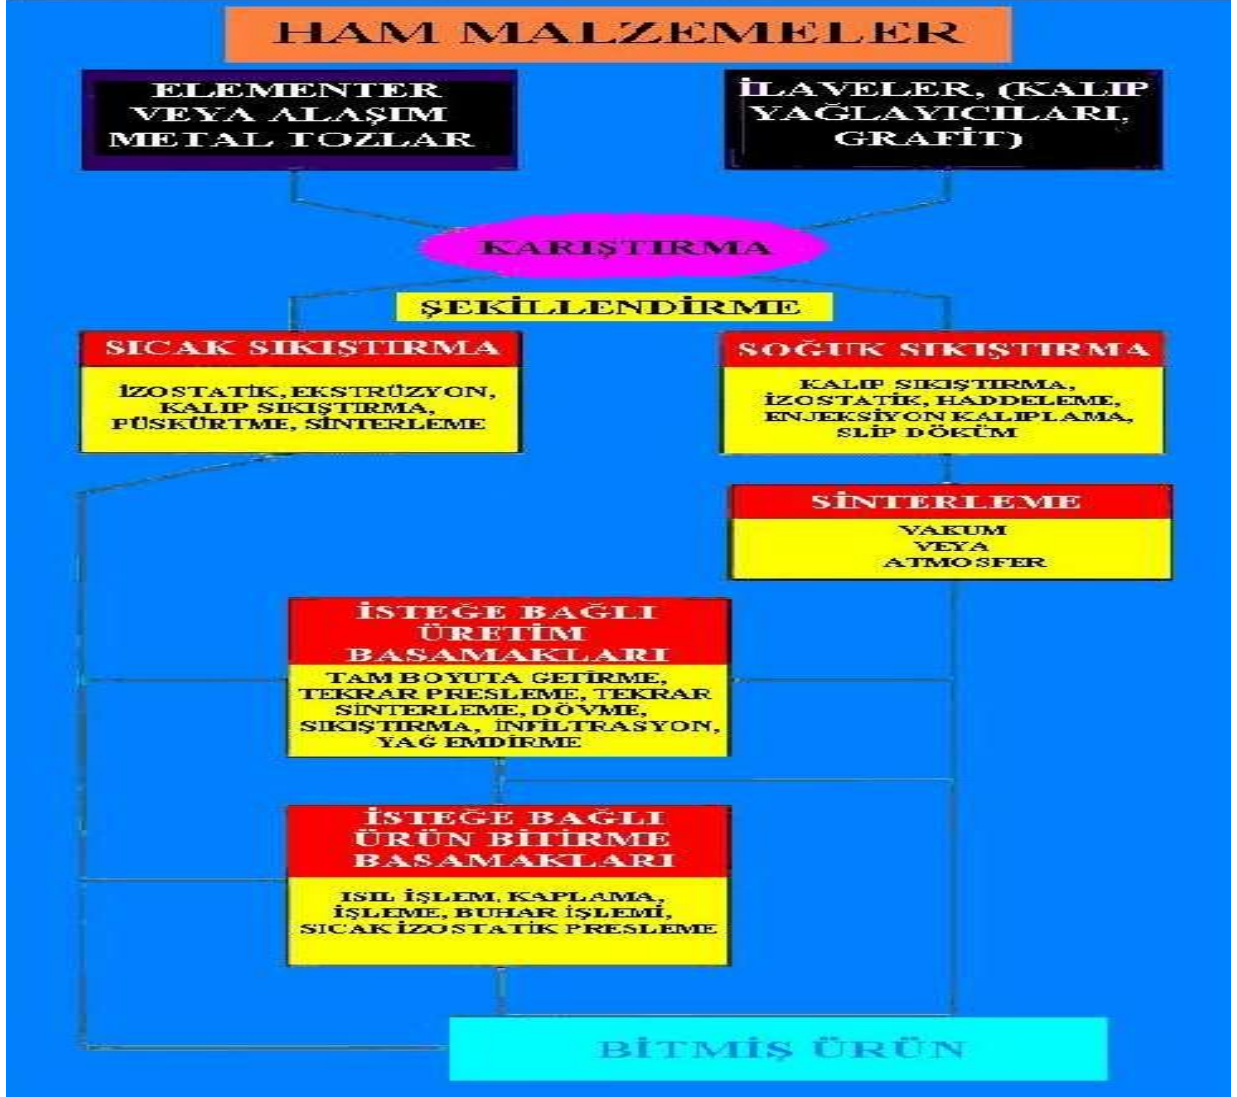 HAM MALZEMELER
ELEMENTER
VEYA ALAŞIM
METAL TOZLAR
İLAVELER, (KALIP
YAĞLAYICILARI,
GRAFİT)
KARIŞTIRMA
ŞEKİLLENDİRME
SICAK SIKIŞTIRMA
İZOSTATİK, EKSTRÜZYON,
KALIP SIKIŞTIRMA,
PÜSKÜRTME, SİNTERLEME
SOĞUK SIKIŞTIRMA
KALIP SIKIŞTIRMA,
İZOSTATİK, HADDELEME,
ENJEKSİYON KALIPLAMA,
SLİP DÖKÜM
SİNTERLEME
VAKUM
VEYA
ATMOSFER
İSTEĞE BAĞLI
ÜRETİM
BASAMAKLARI
TAM BOYUTA GETİRME,
TEKRAR PRESLEME, TEKRAR
SİNTERLEME, DÖVME,
SIKIŞTIRMA, İNFİLTRASYON,
YAĞ EMDİRME
İSTEĞE BAĞLI
ÜRÜN BİTİRME
BASAMAKLARI
ISIL İŞLEM, KAPLAMA,
İŞLEME, BUHAR İŞLEMİ,
SICAK İZOSTATİK PRESLEME
BİTMİŞ ÜRÜN